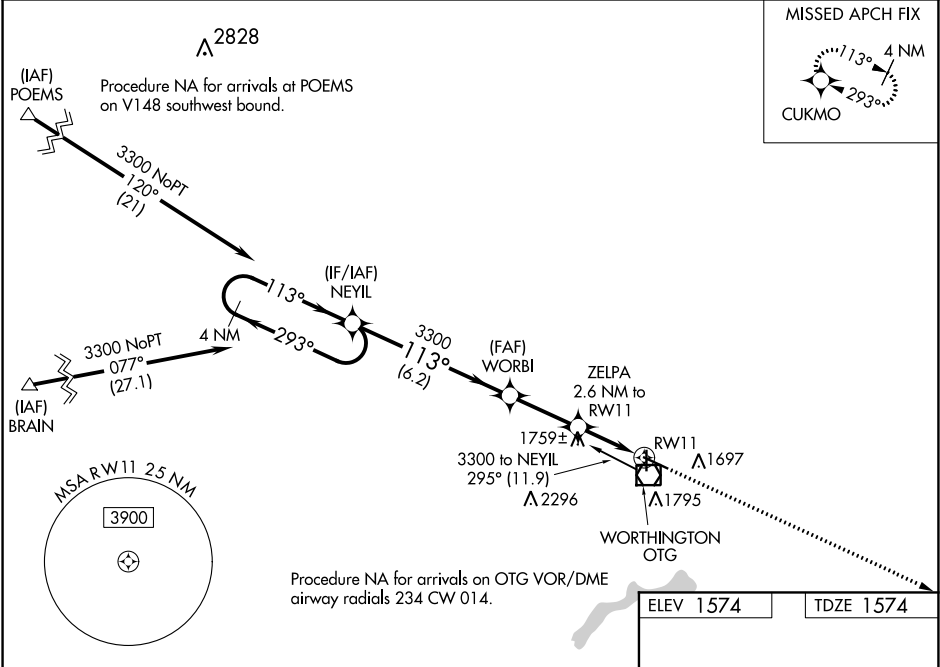 MISSED APCH FIX
113°
4 NM
293°
CUKMO
2828
Procedure NA for arrivals at POEMS
on V148 southwest bound.
(IAF)
POEMS
3300 NoPT
120°
(21)
(IF/IAF)
NEYIL
113°
293°
4 NM
3300 NoPT
077°
(27.1)
(IAF)
BRAIN
3300
113°
(6.2)
(FAF)
WORBI
ZELPA
2.6 NM to
RW11
1759±
RW11
1697
3300 to NEYIL
295° (11.9)
2296
1795
WORTHINGTON
OTG
MSA RW11 25 NM
3900
Procedure NA for arrivals on OTG VOR/DME
airway radials 234 CW 014.
ELEV 1574
TDZE 1574